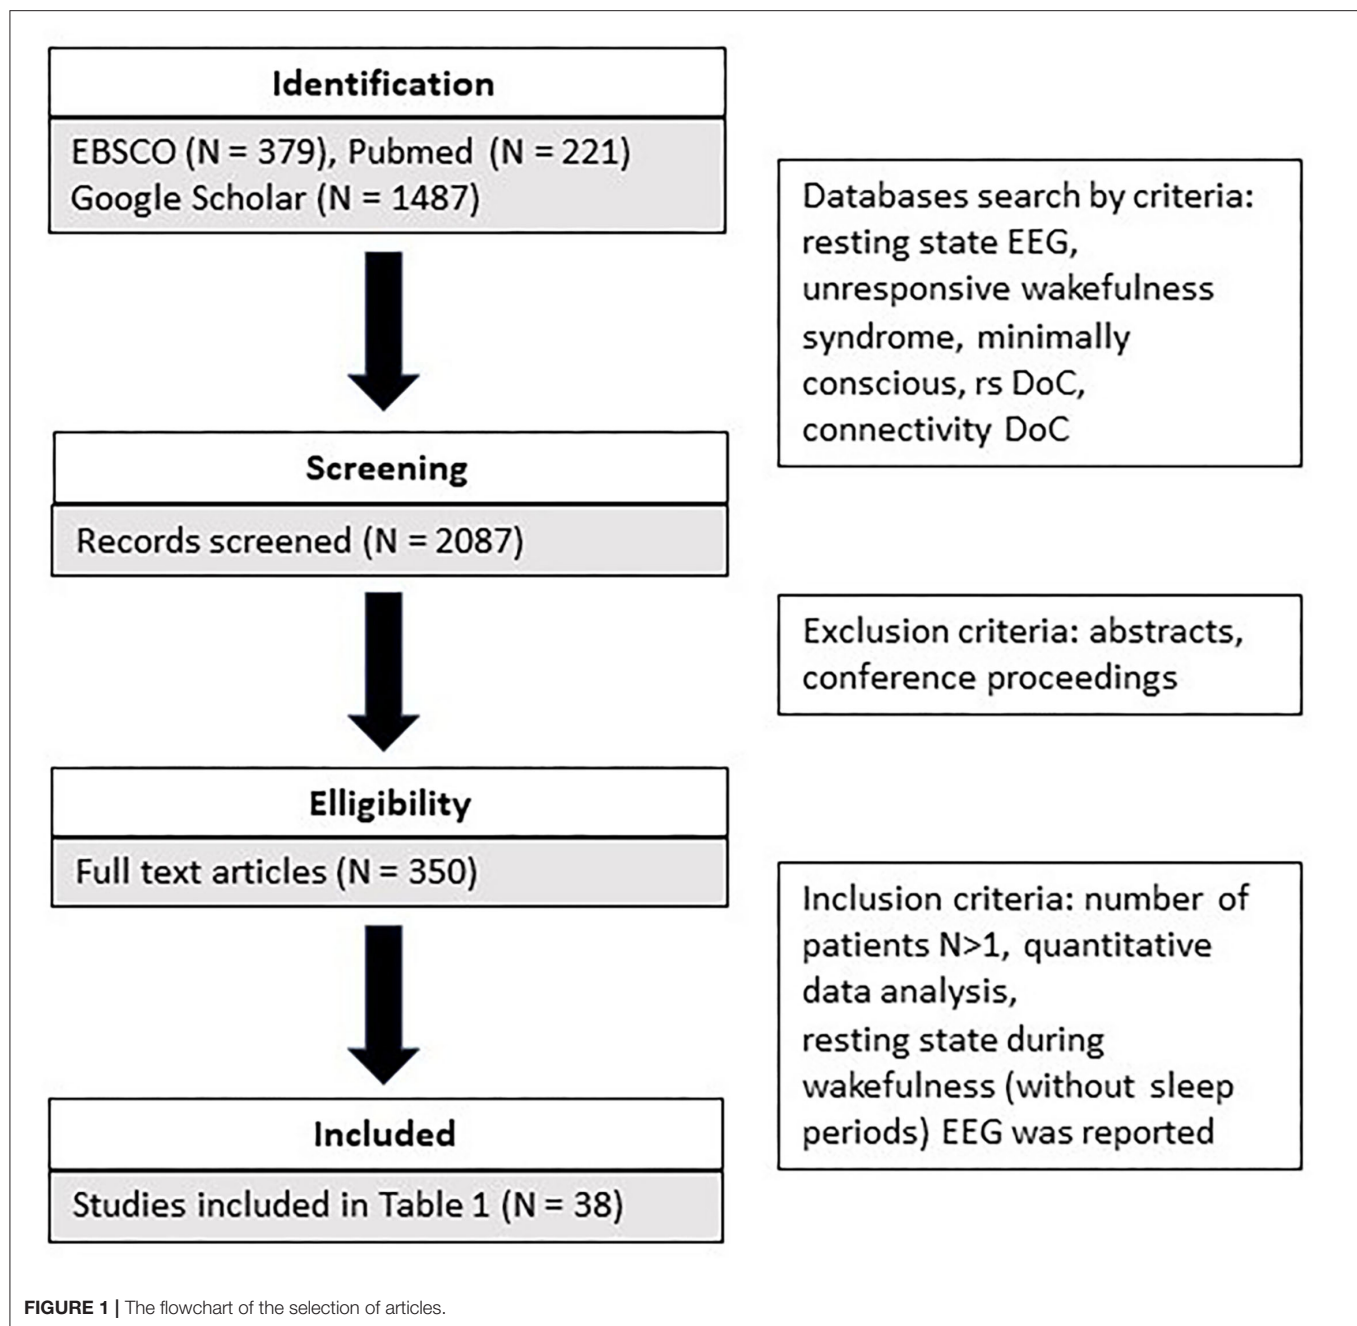 Identification
EBSCO (N = 379), Pubmed (N = 221)
Google Scholar (N = 1487)
Databases search by criteria:
resting state EEG,
unresponsive wakefulness
syndrome, minimally
conscious, rs DoC,
connectivity DoC
Screening
Records screened (N = 2087)
Exclusion criteria: abstracts,
conference proceedings
Elligibility
Full text articles (N = 350)
Inclusion criteria: number of
patients N>1, quantitative
data analysis,
resting state during
wakefulness (without sleep
periods) EEG was reported
Included
Studies included in Table 1 (N = 38)
FIGURE 1 | The flowchart of the selection of articles.